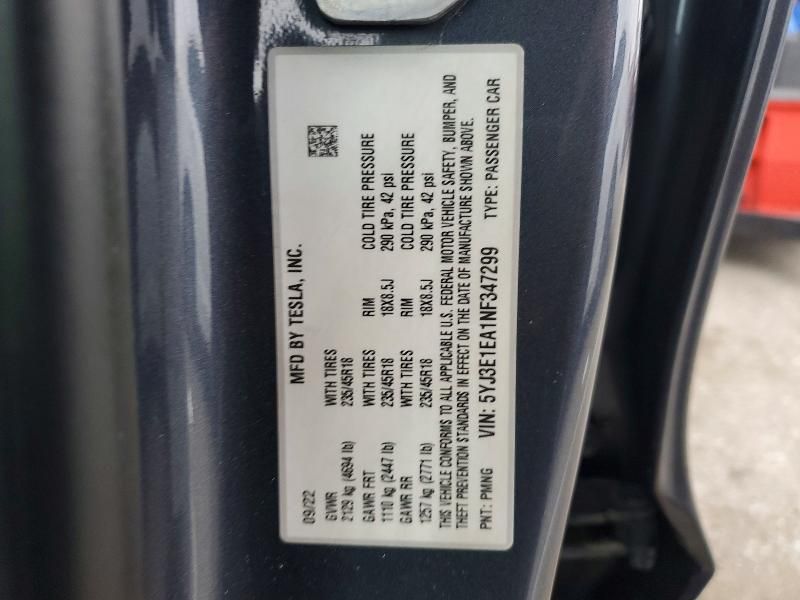 MFD BY TESLA, INC.
09/22
GVWR WITH TIRES RIM COLD TIRE PRESSURE
2129 kg (4694 lb) 235/45R18 18X8.5J 290 kPa, 42 psi
GAWR FRT WITH TIRES RIM COLD TIRE PRESSURE
1110 kg (2447 lb) 235/45R18 18X8.5J 290 kPa, 42 psi
GAWR RR
1257 kg (2771 lb) 235/45R18
THIS VEHICLE CONFORMS TO ALL APPLICABLE U.S. FEDERAL MOTOR VEHICLE SAFETY, BUMPER, AND
THEFT PREVENTION STANDARDS IN EFFECT ON THE DATE OF MANUFACTURE SHOWN ABOVE.
PNT: PMNG VIN: 5YJ3E1EA1NF347299 TYPE: PASSENGER CAR